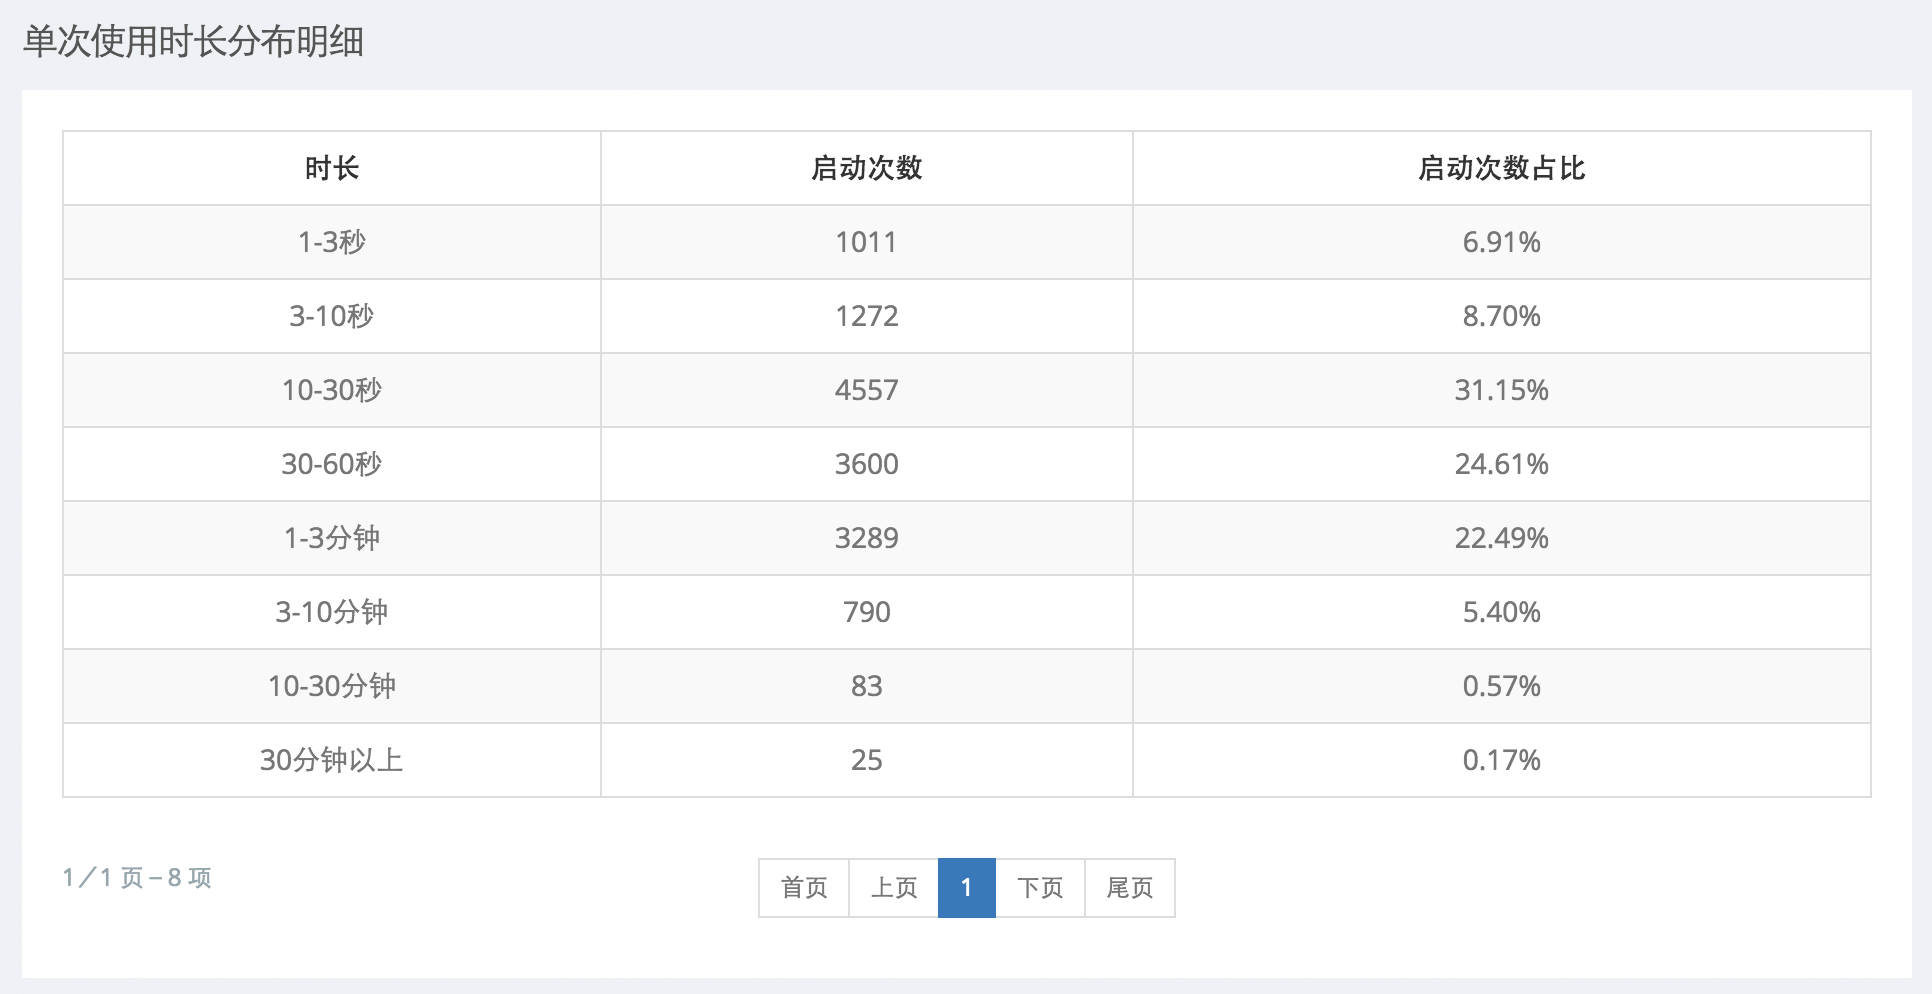 单次使用时长分布明细
时长 启动次数 启动次数占比
1-3秒 1011 6.91%
3-10秒 1272 8.70%
10-30秒 4557 31.15%
30-60秒 3600 24.61%
1-3分钟 3289 22.49%
3-10分钟 790 5.40%
10-30分钟 83 0.57%
30分钟以上 25 0.17%
1／1 页 – 8 项 首页 上页 1 下页 尾页